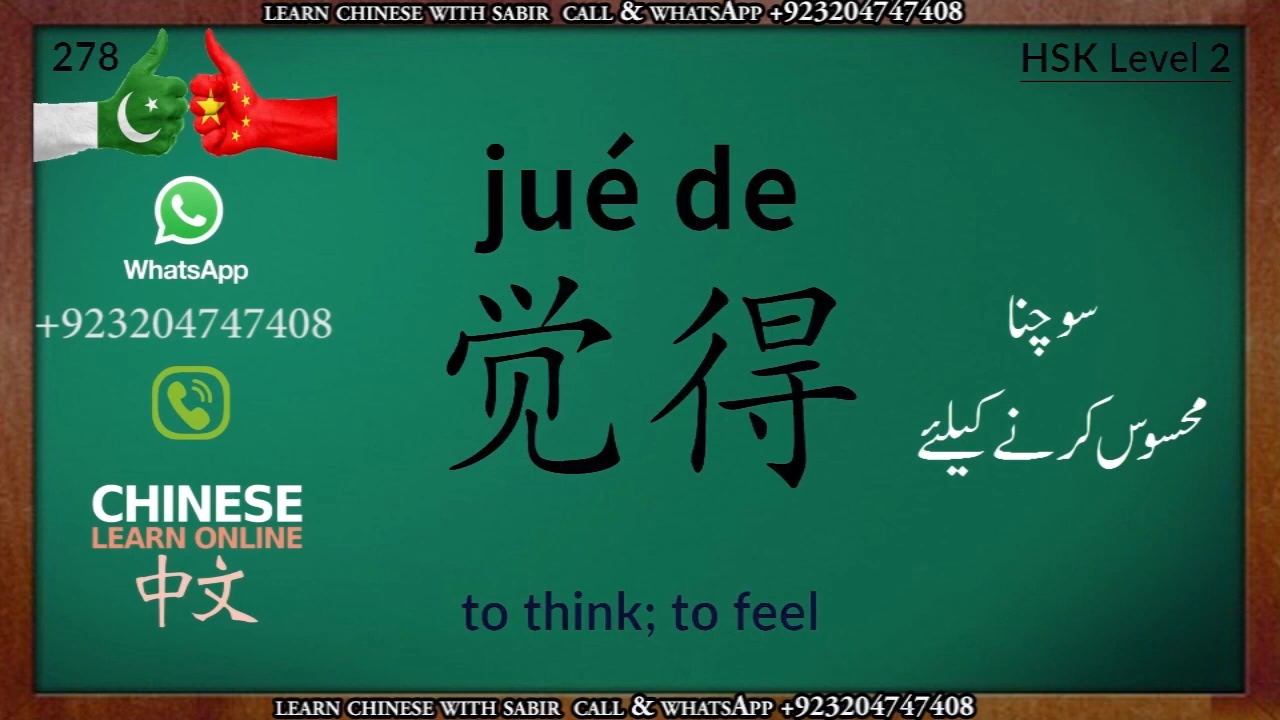 LEARN CHINESE WITH SABIR CALL & WHATSAPP +923204747408
278
HSK Level 2
jué de
WhatsApp
+923204747408
觉得
سوچنا
محسوس کرنے کیلئے
CHINESE
LEARN ONLINE
中文
to think; to feel
LEARN CHINESE WITH SABIR CALL & WHATSAPP +923204747408